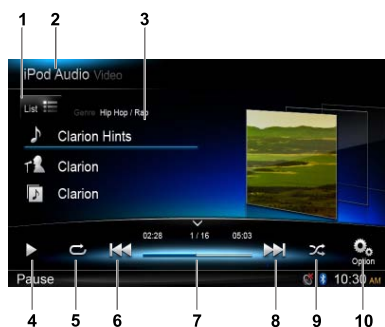 1 2 3
iPod Audio Video
List Genre Hip Hop / Rap
Clarion Hints
Clarion
Clarion
02:28 1 / 16 05:03
Option
Pause 10:30 AM
4 5 6 7 8 9 10